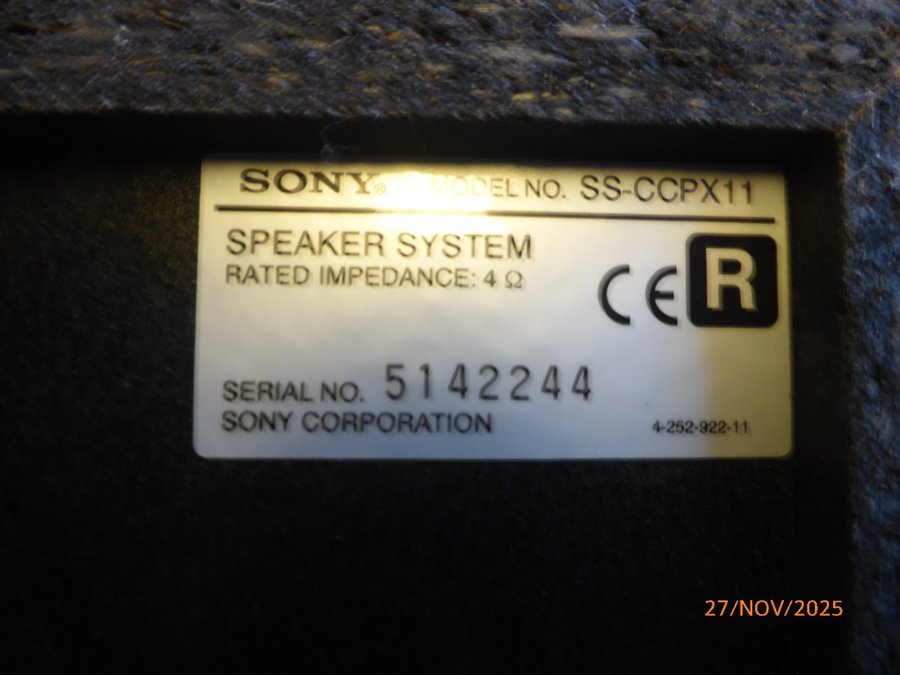 SONY® MODEL NO. SS-CCPX11
SPEAKER SYSTEM
RATED IMPEDANCE: 4 Ω
CE R
SERIAL NO. 5142244
SONY CORPORATION
4-252-922-11
27/NOV/2025